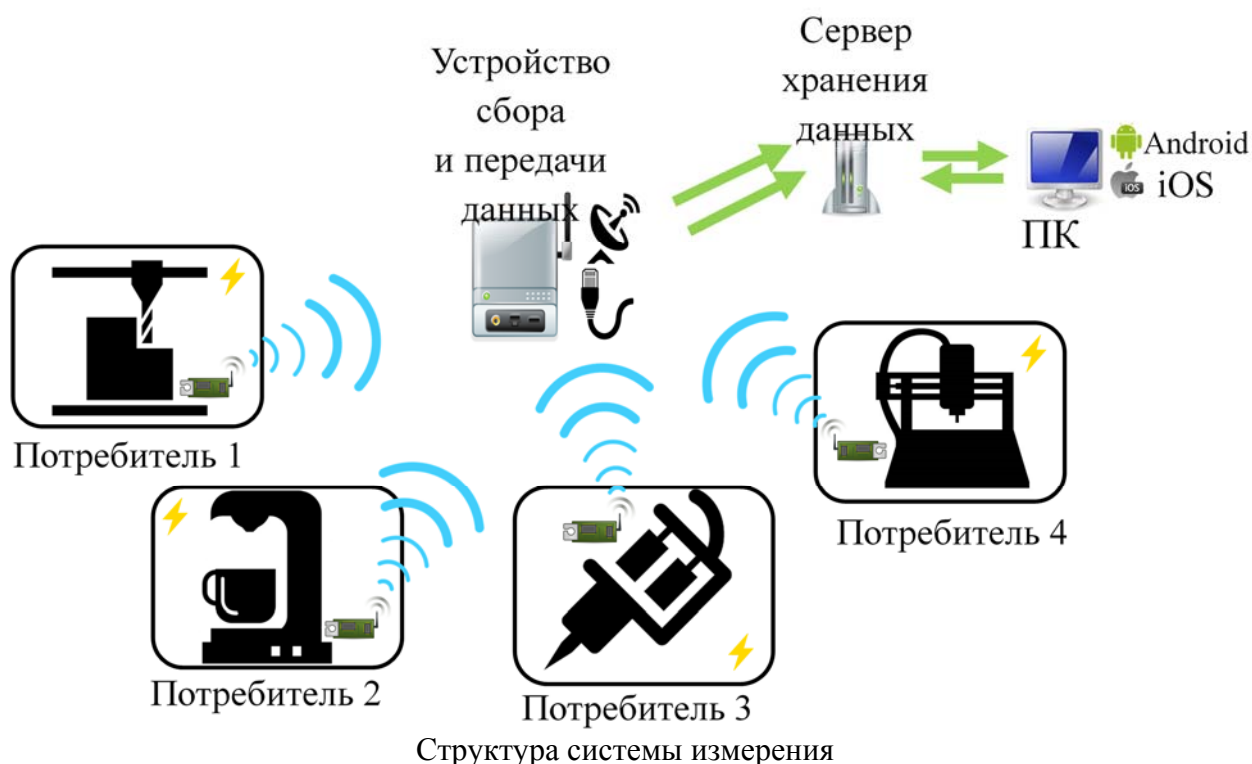 Устройство
сбора
и передачи
данных
Сервер
хранения
данных
Android
iOS
iOS
ПК
Потребитель 1
Потребитель 2
Потребитель 3
Потребитель 4
Структура системы измерения